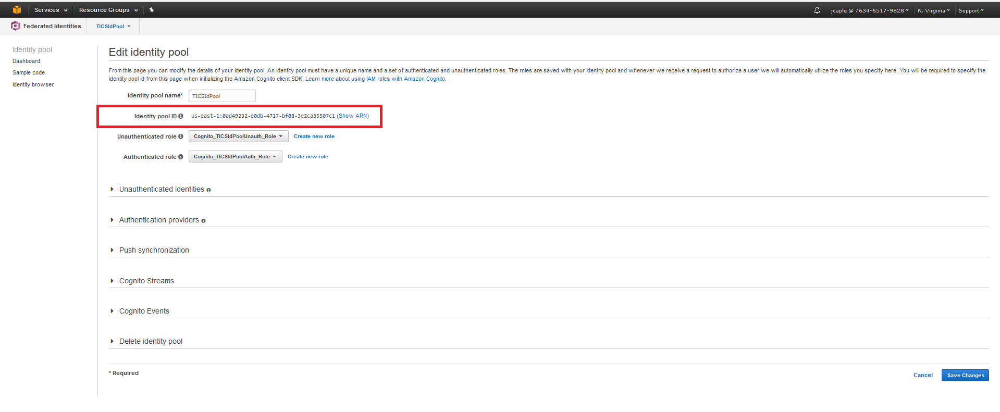 Services Resource Groups jcaple @ 7634-6517-9828 N. Virginia Support
Federated Identities TICSIdPool
Identity pool
Dashboard
Sample code
Identity browser
Edit identity pool
From this page you can modify the details of your identity pool. An identity pool must have a unique name and a set of authenticated and unauthenticated roles. The roles are saved with your identity pool and whenever we receive a request to authorize a user we will automatically utilize the roles you specify here. You will be required to specify the
identity pool id from this page when initializing the Amazon Cognito client SDK. Learn more about using IAM roles with Amazon Cognito.
Identity pool name* TICSIdPool
Identity pool ID us-east-1:0ad49232-e0db-4717-bf08-3e2ca35507c1 (Show ARN)
Unauthenticated role Cognito_TICSIdPoolUnauth_Role Create new role
Authenticated role Cognito_TICSIdPoolAuth_Role Create new role
Unauthenticated identities
Authentication providers
Push synchronization
Cognito Streams
Cognito Events
Delete identity pool
* Required
Cancel Save Changes